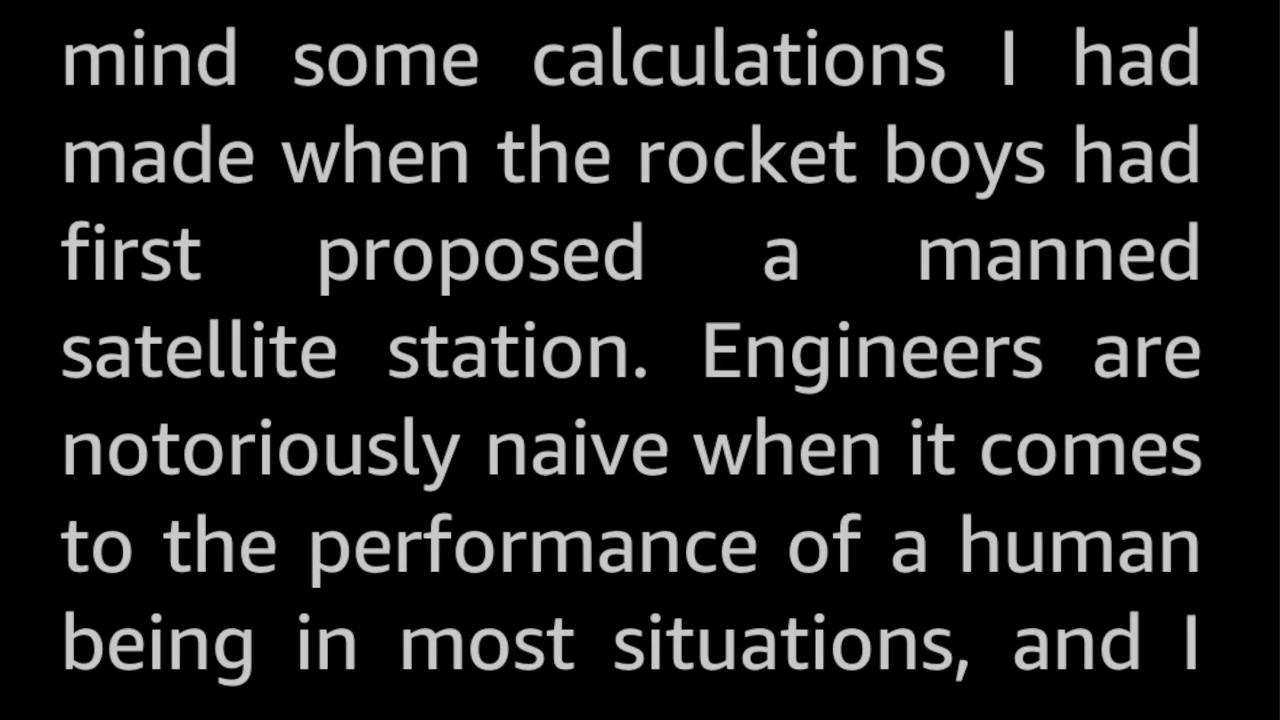 mind some calculations I had
made when the rocket boys had
first proposed a manned
satellite station. Engineers are
notoriously naive when it comes
to the performance of a human
being in most situations, and I